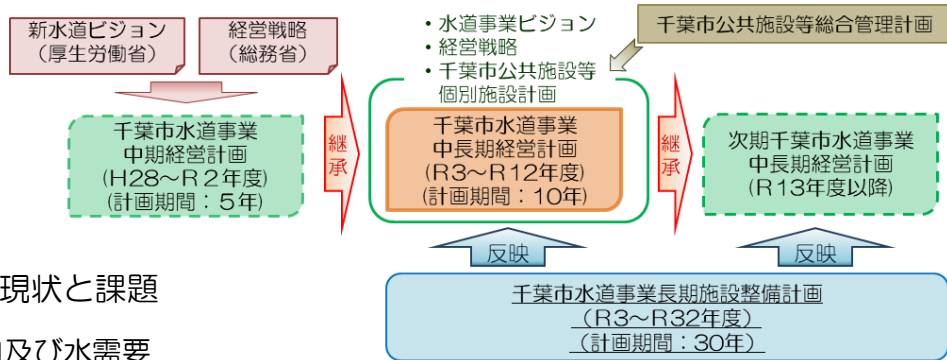 新水道ビジョン
（厚生労働省）
経営戦略
（総務省）
・水道事業ビジョン
・経営戦略
・千葉市公共施設等
個別施設計画
千葉市公共施設等総合管理計画
千葉市水道事業
中期経営計画
(H28～R２年度)
(計画期間：５年)
継承
千葉市水道事業
中長期経営計画
(R3～R12年度)
(計画期間：10年)
継承
次期千葉市水道事業
中長期経営計画
(R13年度以降)
反映
反映
現状と課題
及び水需要
千葉市水道事業長期施設整備計画
（R3～R32年度）
（計画期間：30年）